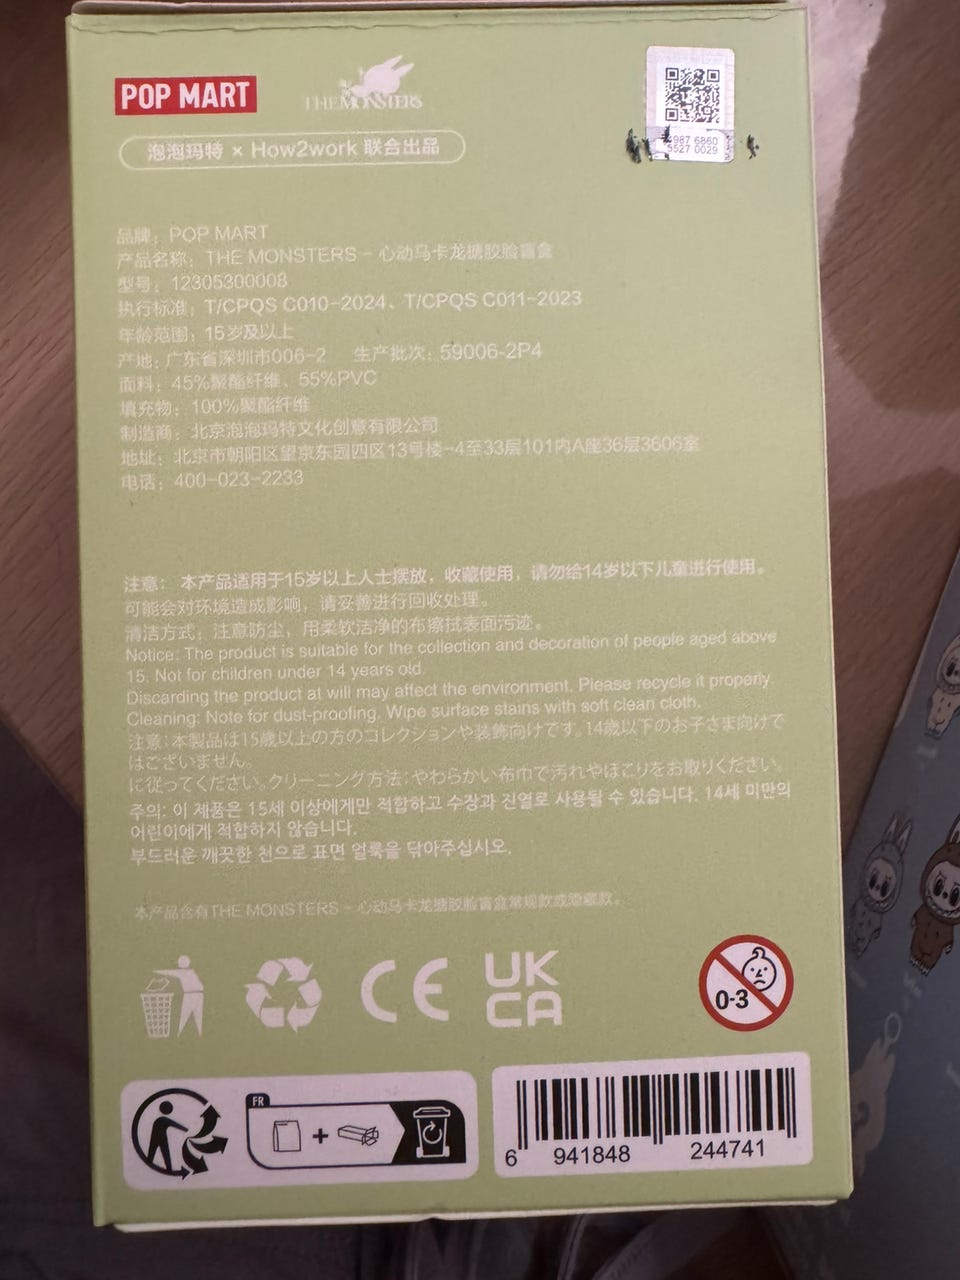 POP MART
THE MONSTERS
泡泡玛特 × How2work 联合出品
987 6860
5527 0029
品牌：POP MART
产品名称：THE MONSTERS - 心动马卡龙搪胶脸盲盒
型号：12305300008
执行标准：T/CPQS C010-2024、T/CPQS C011-2023
年龄范围：15岁及以上
产地：广东省深圳市006-2 生产批次：59006-2P4
面料：45%聚酯纤维、55%PVC
填充物：100%聚酯纤维
制造商：北京泡泡玛特文化创意有限公司
地址：北京市朝阳区望京东园四区13号楼-4至33层101内A座36层3606室
电话：400-023-2233
注意：本产品适用于15岁以上人士摆放，收藏使用，请勿给14岁以下儿童进行使用。
可能会对环境造成影响，请妥善进行回收处理。
清洁方式：注意防尘，用柔软洁净的布擦拭表面污迹。
Notice: The product is suitable for the collection and decoration of people aged above
15. Not for children under 14 years old.
Discarding the product at will may affect the environment. Please recycle it properly.
Cleaning: Note for dust-proofing. Wipe surface stains with soft clean cloth.
注意：本製品は15歳以上の方のコレクションや装飾向けです。14歳以下のお子さま向けで
はございません。
に従ってください。クリーニング方法：やわらかい布巾で汚れやほこりをお取りください。
주의: 이 제품은 15세 이상에게만 적합하고 수장과 진열로 사용될 수 있습니다. 14세 미만의
어린이에게 적합하지 않습니다.
부드러운 깨끗한 천으로 표면 얼룩을 닦아주십시오.
本产品含有THE MONSTERS - 心动马卡龙搪胶脸盲盒常规款或隐藏款。
CE
UK
CA
0-3
FR
+
6 941848 244741